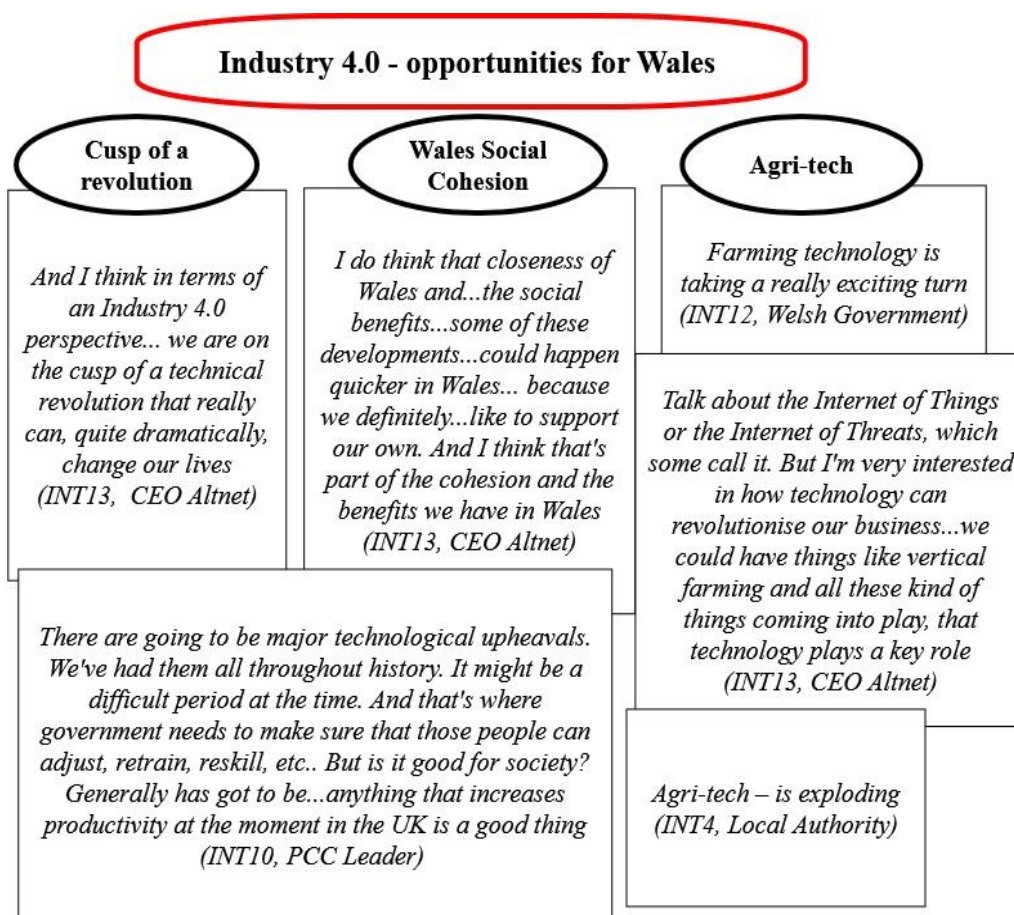 Industry 4.0 - opportunities for Wales
Cusp of a
revolution
And I think in terms of
an Industry 4.0
perspective... we are on
the cusp of a technical
revolution that really
can, quite dramatically,
change our lives
(INT13, CEO Altnet)
There are going to be major technological upheavals.
We've had them all throughout history. It might be a
difficult period at the time. And that's where
government needs to make sure that those people can
adjust, retrain, reskill, etc.. But is it good for society?
Generally has got to be...anything that increases
productivity at the moment in the UK is a good thing
(INT10, PCC Leader)
Wales Social
Cohesion
I do think that closeness of
Wales and...the social
benefits...some of these
developments...could happen
quicker in Wales... because
we definitely...like to support
our own. And I think that's
part of the cohesion and the
benefits we have in Wales
(INT13, CEO Altnet)
Agri-tech
Farming technology is
taking a really exciting turn
(INT12, Welsh Government)
Talk about the Internet of Things
or the Internet of Threats, which
some call it. But I'm very interested
in how technology can
revolutionise our business...we
could have things like vertical
farming and all these kind of
things coming into play, that
technology plays a key role
(INT13, CEO Altnet)
Agri-tech – is exploding
(INT4, Local Authority)